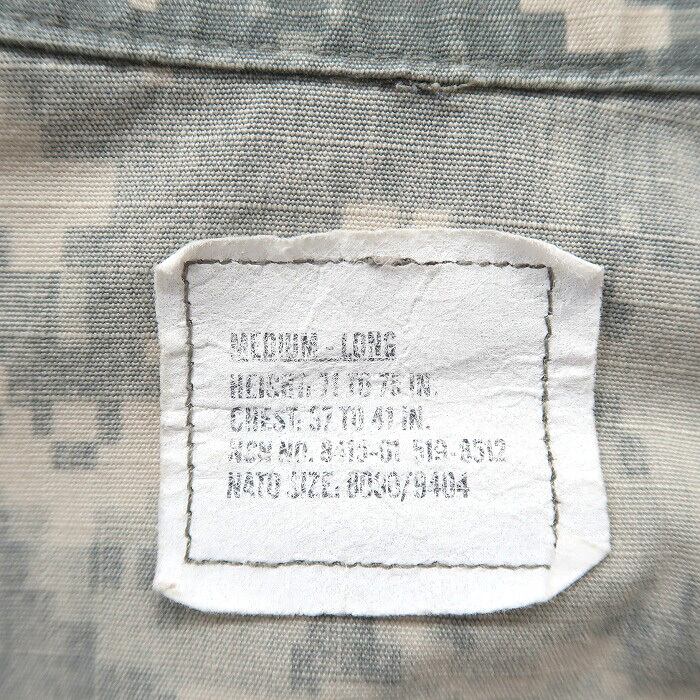 MEDIUM - LONG
HEIGHT: 71 TO 75 IN.
CHEST: 37 TO 41 IN.
NSN NO. 8415-01-519-8512
NATO SIZE: 8090/9404